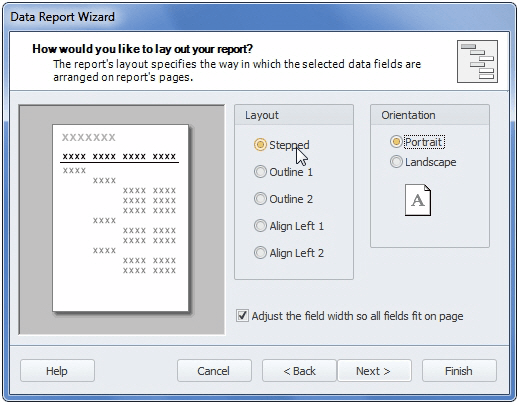 Data Report Wizard
How would you like to lay out your report?
The report's layout specifies the way in which the selected data fields are
arranged on report's pages.
Layout
Stepped
Outline 1
Outline 2
Align Left 1
Align Left 2
Orientation
Portrait
Landscape
A
XXXXXXX
XXXX XXXX XXXX XXXX
XXXX
XXXX
XXXX XXXX
XXXX XXXX
XXXX XXXX
XXXX
XXXX XXXX
XXXX XXXX
XXXX
XXXX XXXX
XXXX XXXX
Adjust the field width so all fields fit on page
Help
Cancel
< Back
Next >
Finish